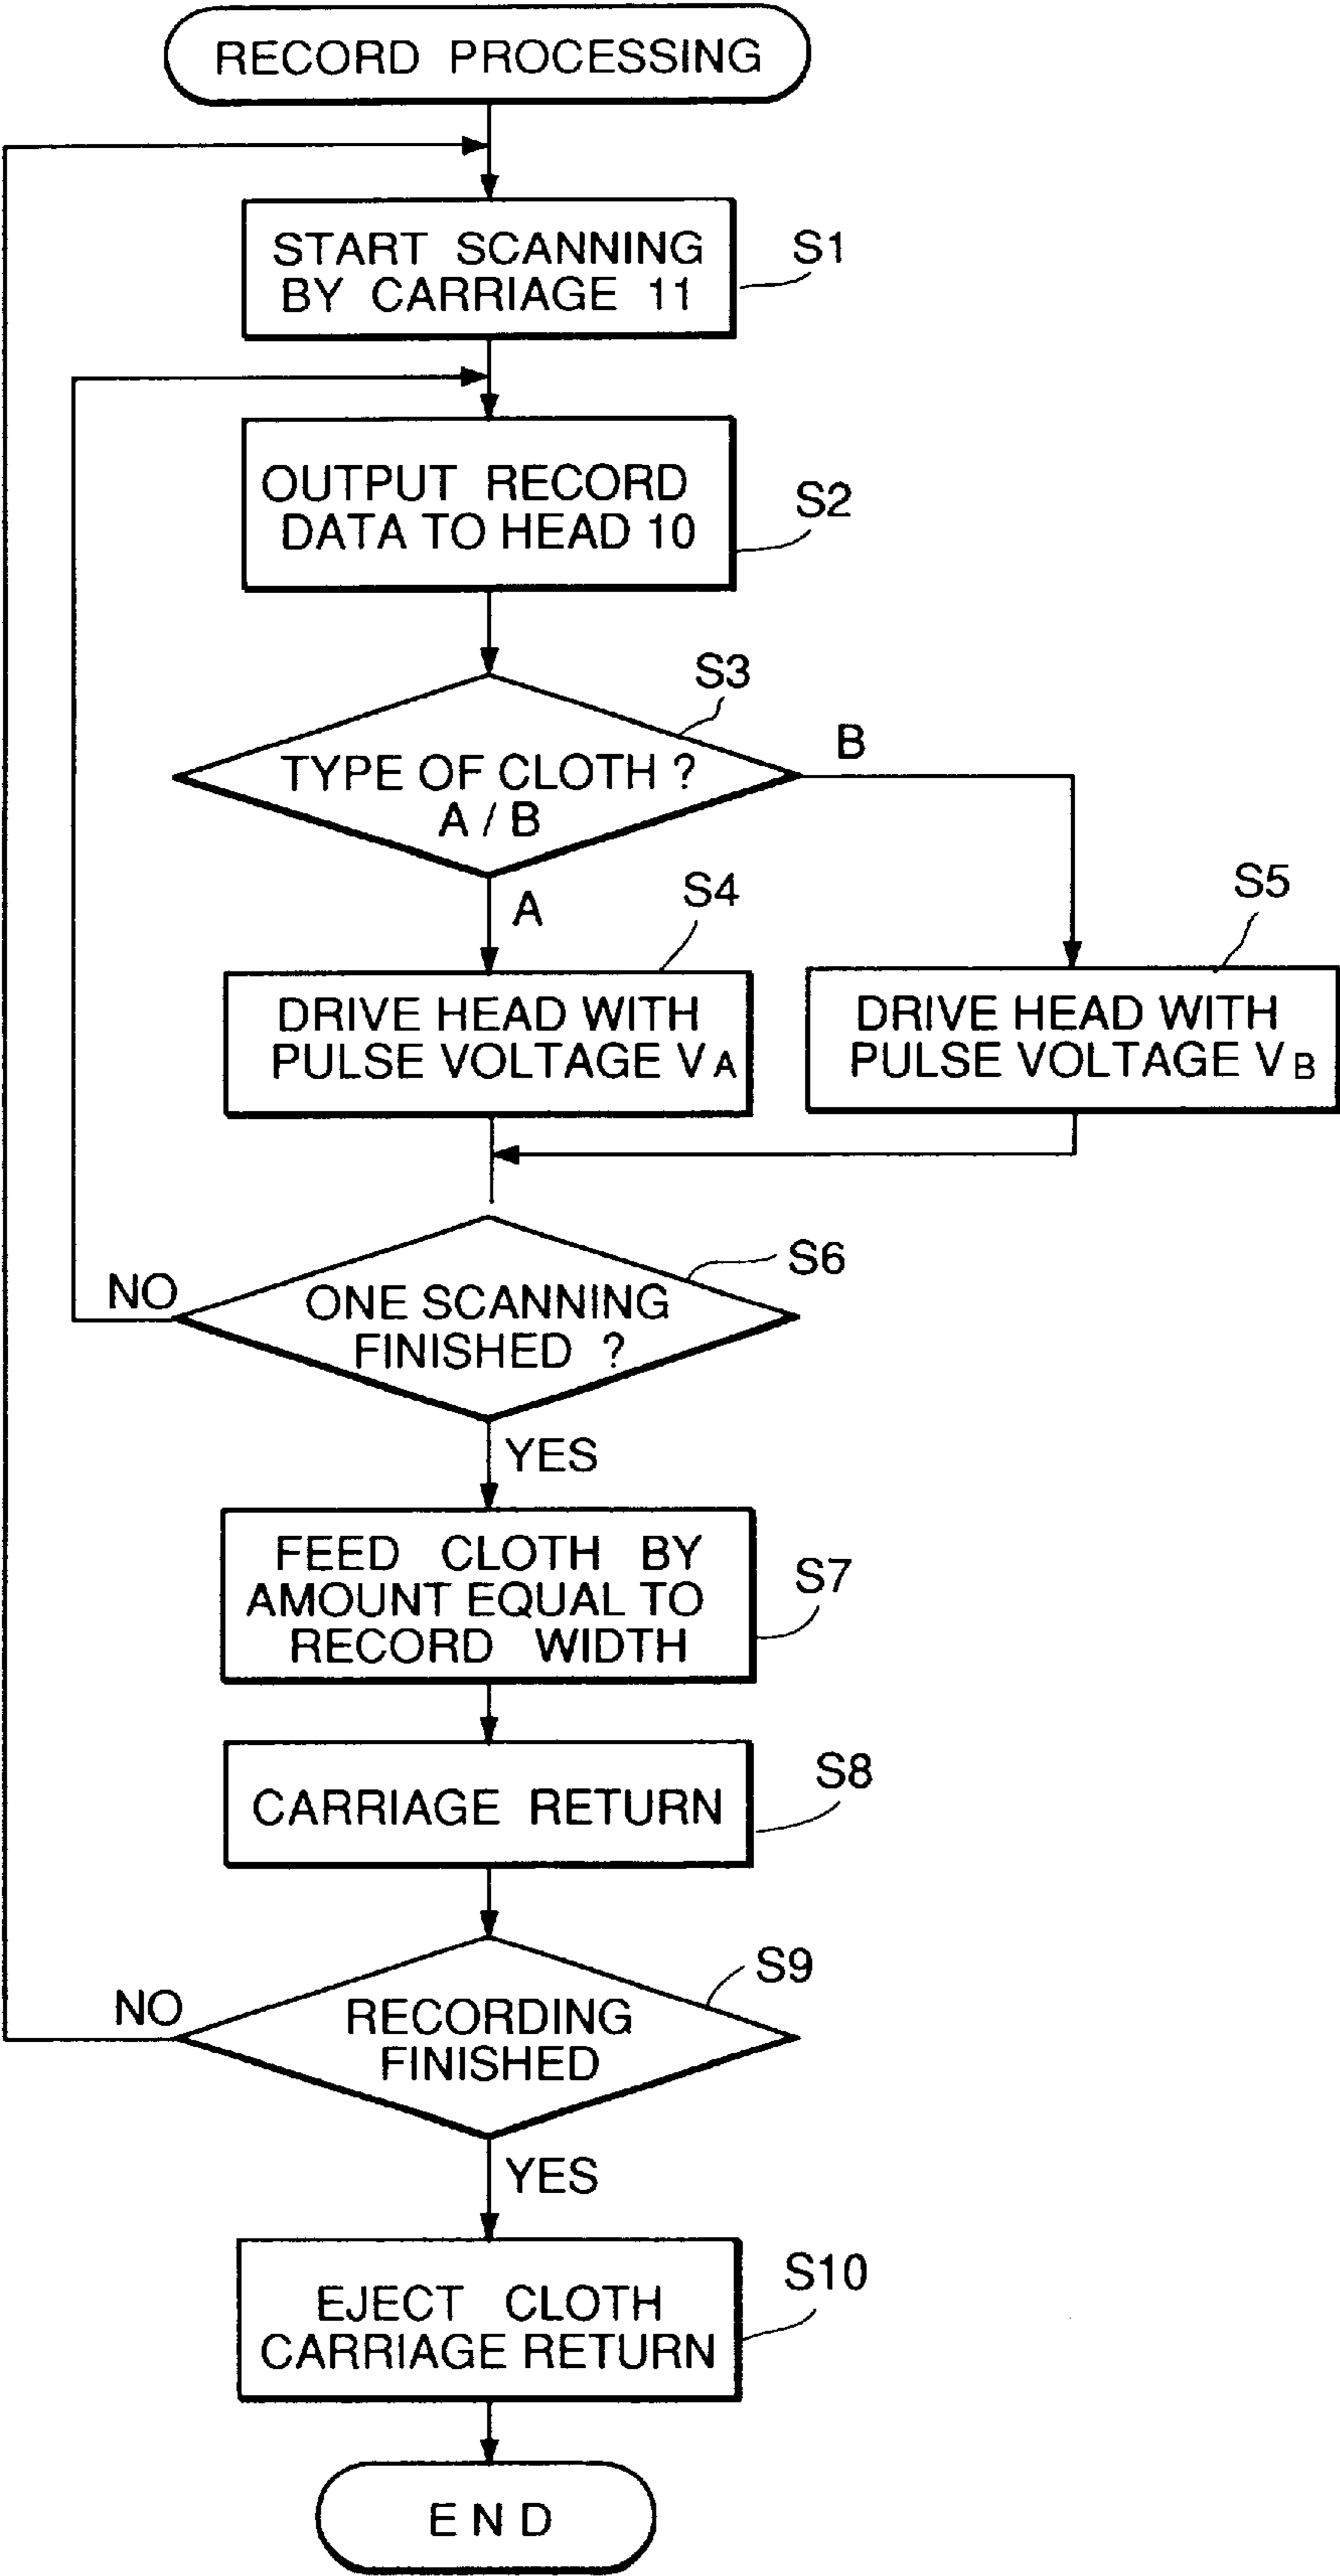 RECORD PROCESSING
START SCANNING
BY CARRIAGE 11
S1
OUTPUT RECORD
DATA TO HEAD 10
S2
S3
TYPE OF CLOTH ?
A / B
B
A
S4
DRIVE HEAD WITH
PULSE VOLTAGE VA
S5
DRIVE HEAD WITH
PULSE VOLTAGE VB
S6
ONE SCANNING
FINISHED ?
NO
YES
FEED CLOTH BY
AMOUNT EQUAL TO
RECORD WIDTH
S7
CARRIAGE RETURN
S8
S9
RECORDING
FINISHED
NO
YES
EJECT CLOTH
CARRIAGE RETURN
S10
END